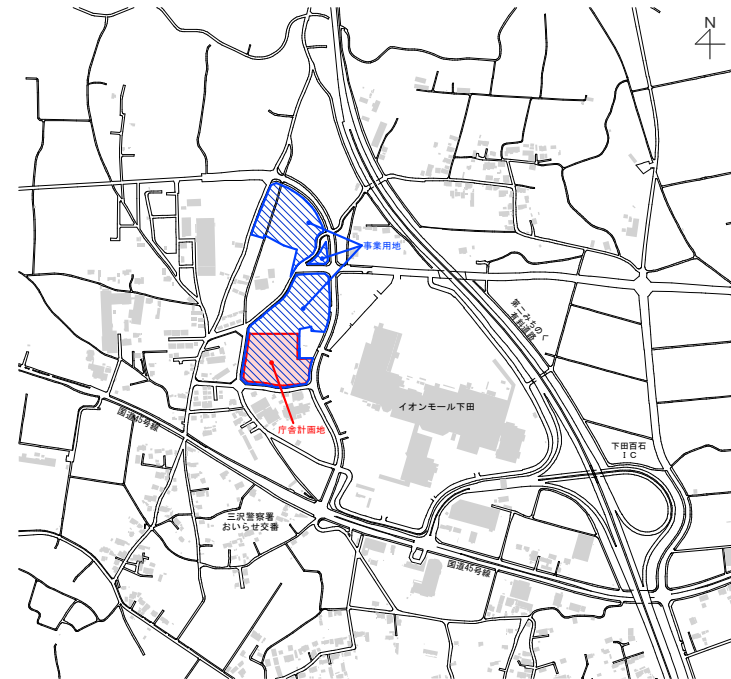 N
事業用地
第二みちのく
有料道路
イオンモール下田
国道45号線
庁舎計画地
下田百石
IC
三沢警察署
おいらせ交番
国道45号線